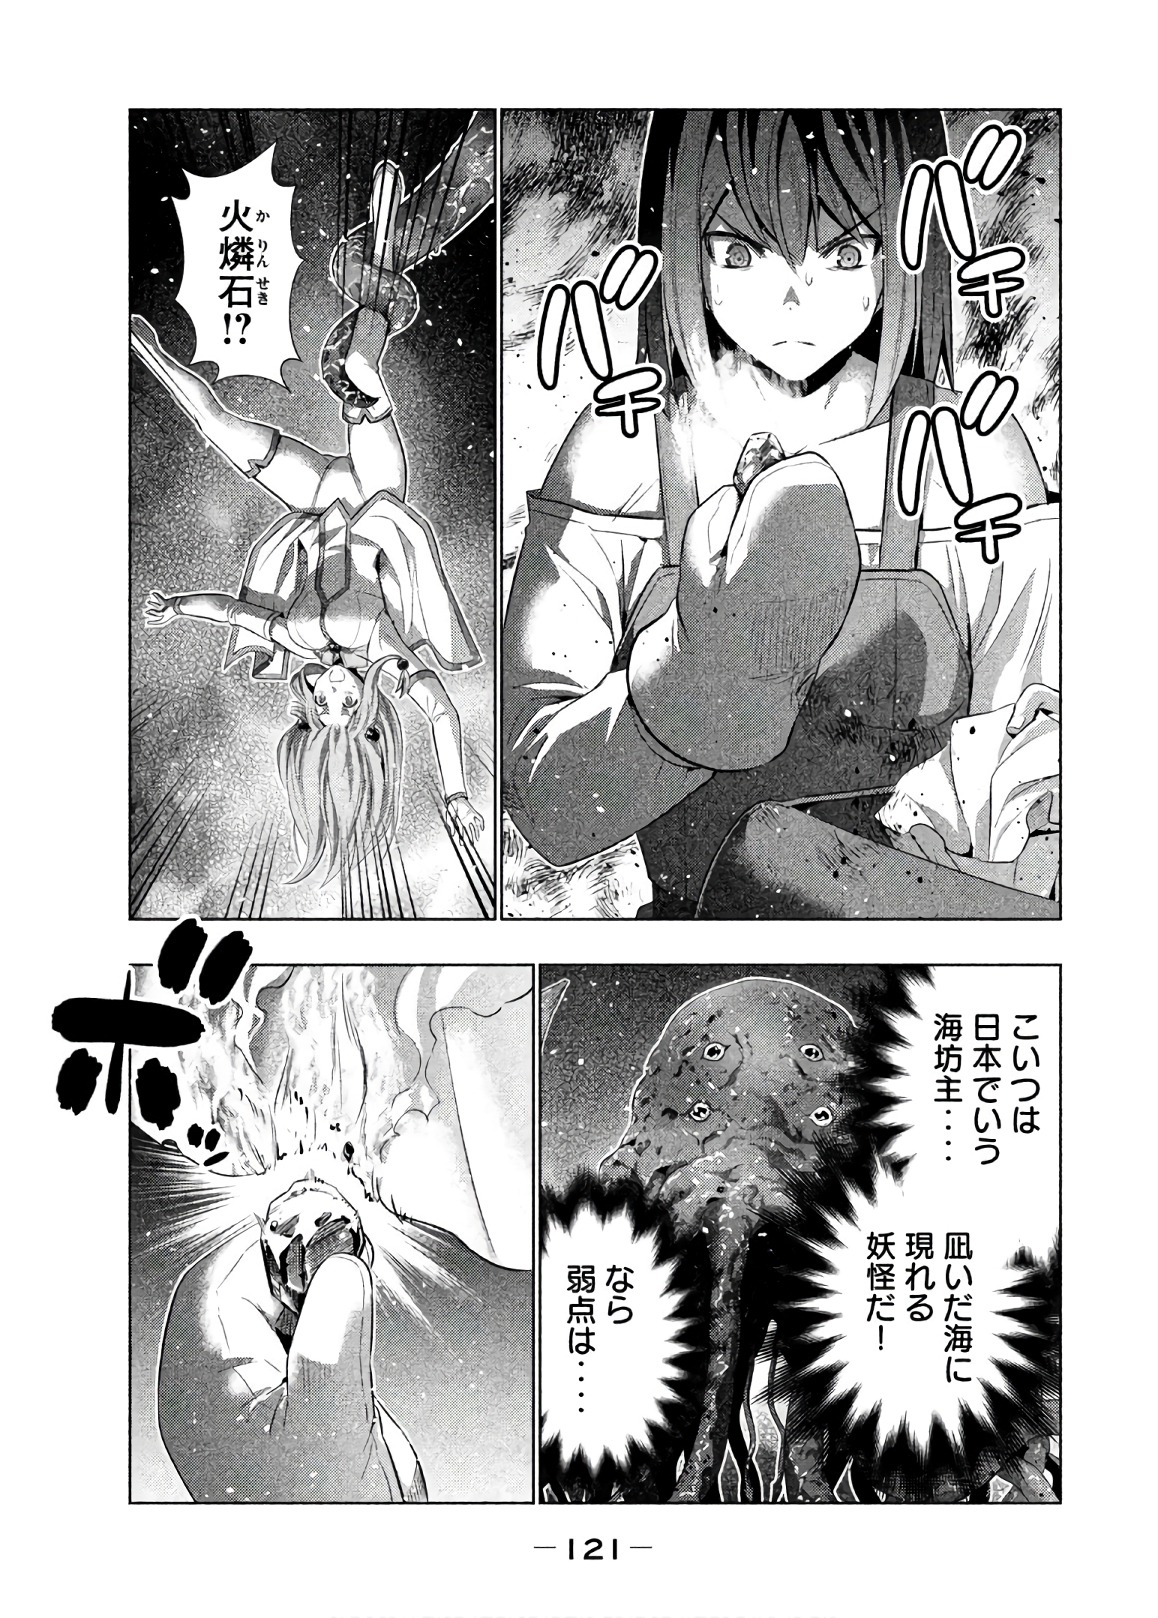 バチ
バチ
バチ
火燐石!?
かりんせき
こいつは
日本でいう
海坊主‥‥
凪いだ海に
現れる
妖怪だ!
なら
弱点は‥‥
ボッ
121